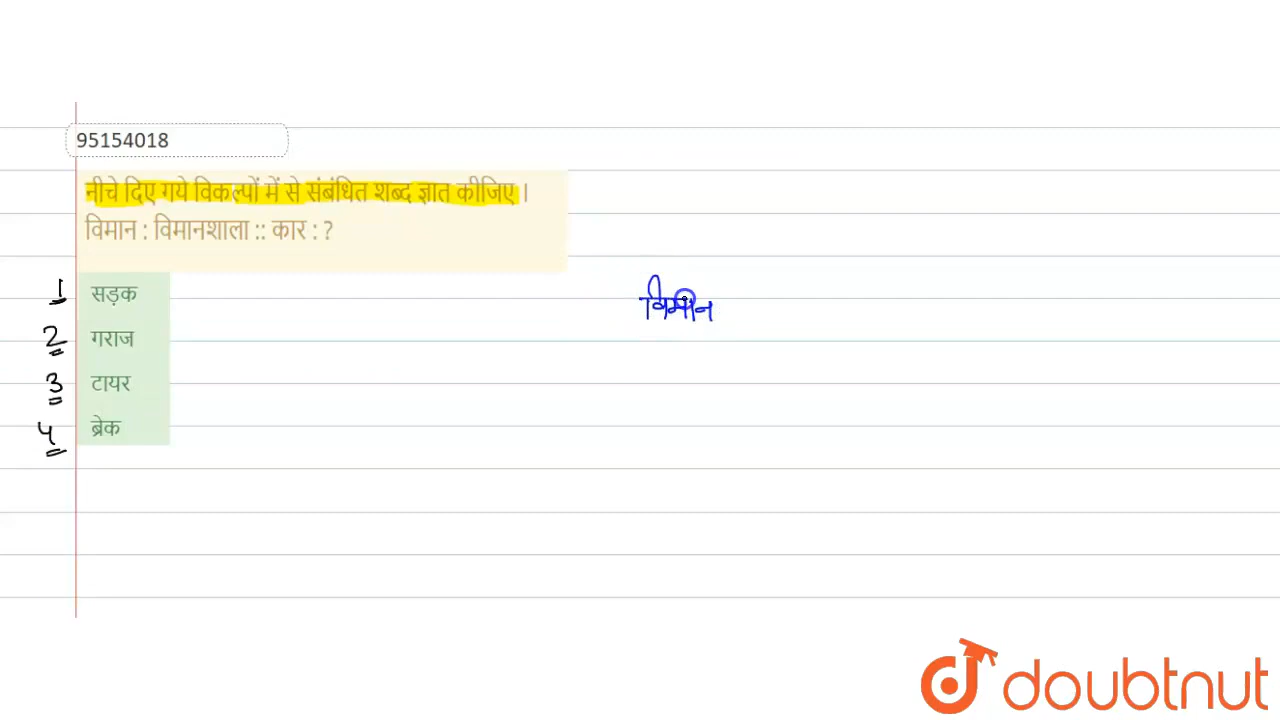 95154018
नीचे दिए गये विकल्पों में से संबंधित शब्द ज्ञात कीजिए ।
विमान : विमानशाला :: कार : ?
1 सड़क
विमान
2 गराज
3 टायर
4 ब्रेक
doubtnut